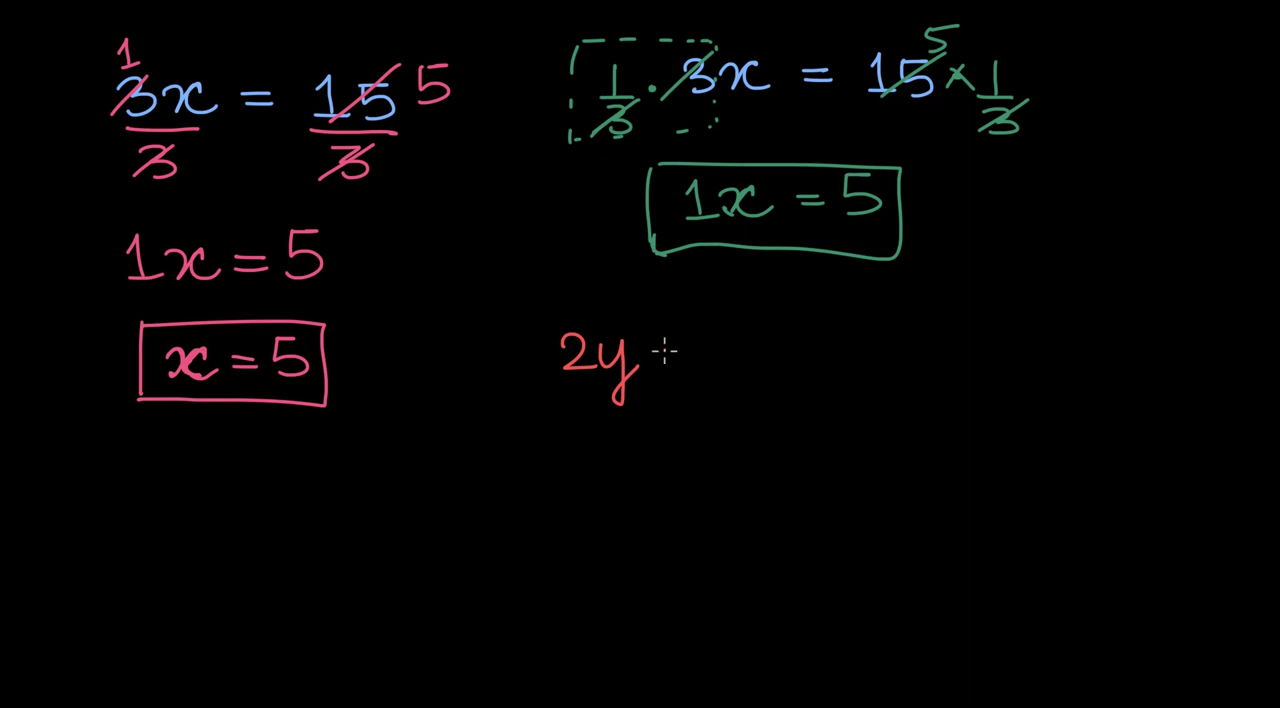 1
3x = 15 5
3 3
1x = 5
x = 5
5
1/3 · 3x = 15 × 1/3
1x = 5
2y